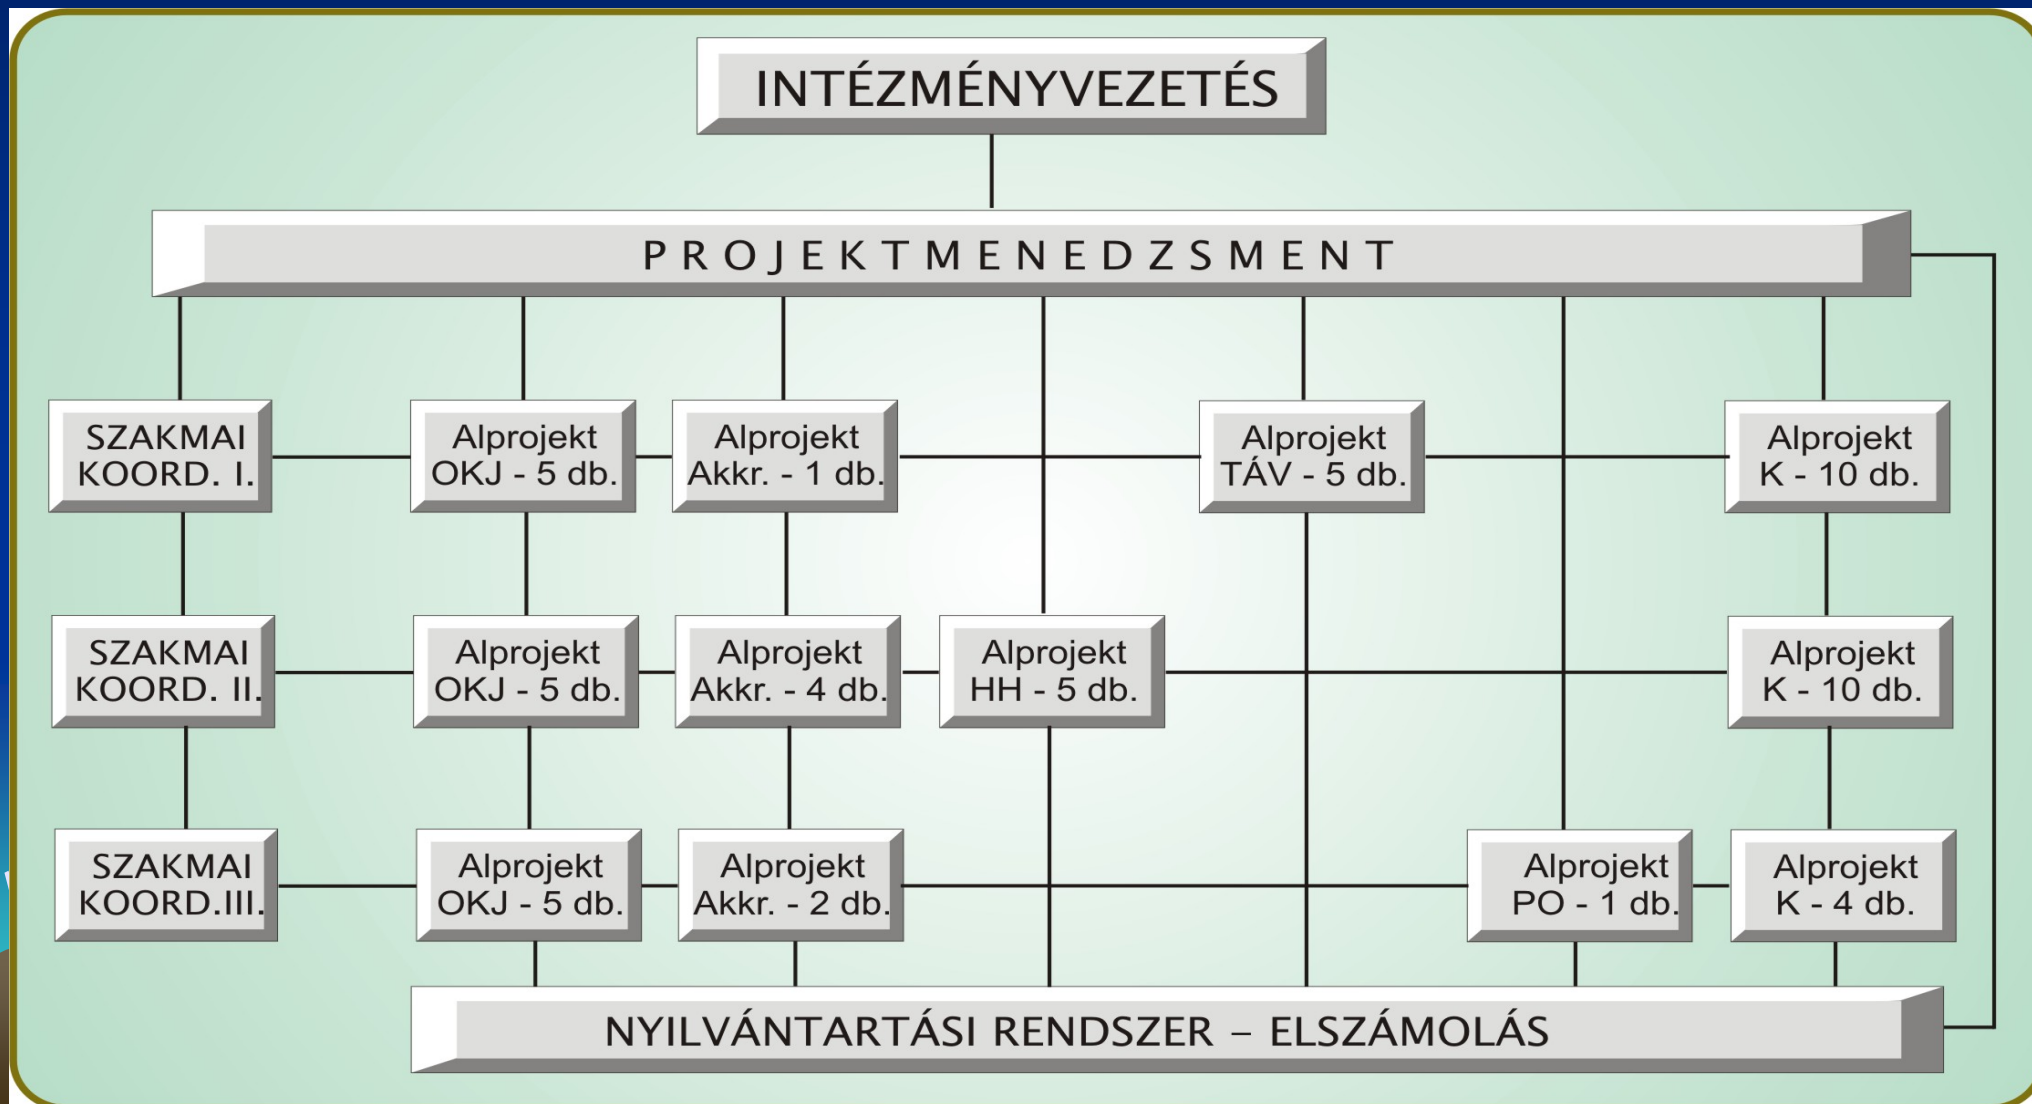 INTÉZMÉNYVEZETÉS
PROJEKTMENEDZSMENT
SZAKMAI
KOORD. I.
Alprojekt
OKJ - 5 db.
Alprojekt
Akkr. - 1 db.
Alprojekt
TÁV - 5 db.
Alprojekt
K - 10 db.
SZAKMAI
KOORD. II.
Alprojekt
OKJ - 5 db.
Alprojekt
Akkr. - 4 db.
Alprojekt
HH - 5 db.
Alprojekt
K - 10 db.
SZAKMAI
KOORD.III.
Alprojekt
OKJ - 5 db.
Alprojekt
Akkr. - 2 db.
Alprojekt
PO - 1 db.
Alprojekt
K - 4 db.
NYILVÁNTARTÁSI RENDSZER – ELSZÁMOLÁS